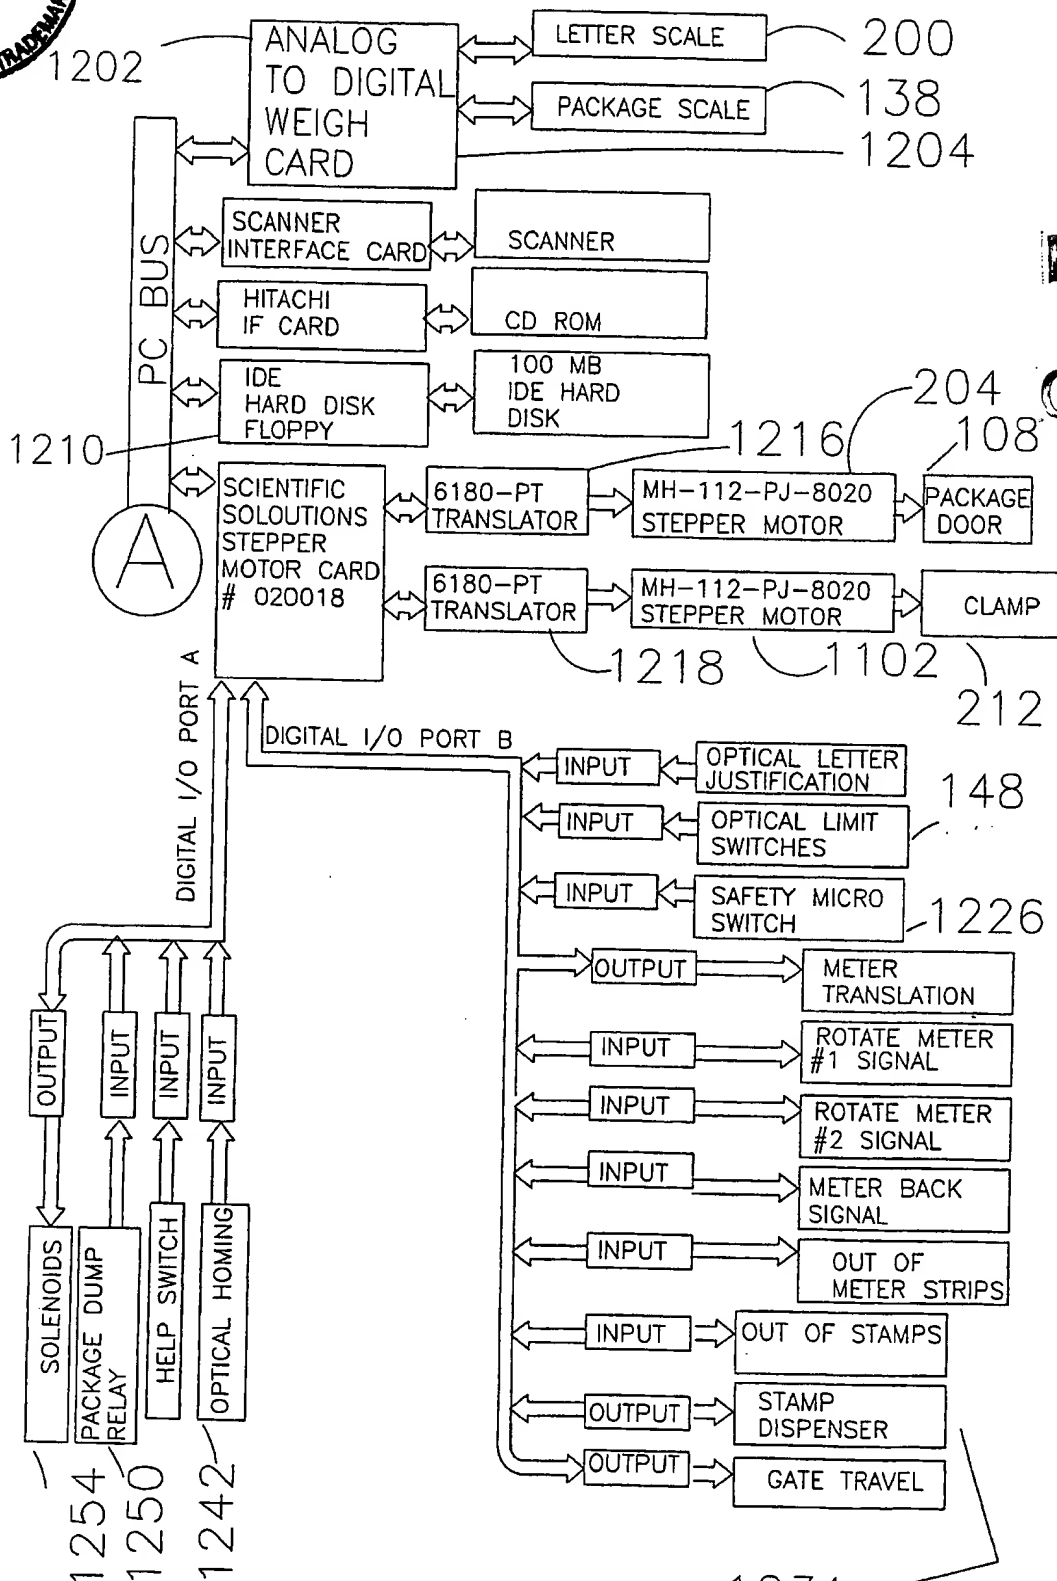 TRADEMAR
1202
ANALOG
TO DIGITAL
WEIGH
CARD
LETTER SCALE
200
PACKAGE SCALE
138
1204
PC BUS
SCANNER
INTERFACE CARD
SCANNER
HITACHI
IF CARD
CD ROM
IDE
HARD DISK
FLOPPY
100 MB
IDE HARD
DISK
1210
A
SCIENTIFIC
SOLOUTIONS
STEPPER
MOTOR CARD
# 020018
6180-PT
TRANSLATOR
1216
MH-112-PJ-8020
STEPPER MOTOR
204
108
PACKAGE
DOOR
6180-PT
TRANSLATOR
1218
MH-112-PJ-8020
STEPPER MOTOR
1102
CLAMP
212
DIGITAL I/O PORT A
DIGITAL I/O PORT B
INPUT
OPTICAL LETTER
JUSTIFICATION
INPUT
OPTICAL LIMIT
SWITCHES
148
INPUT
SAFETY MICRO
SWITCH
1226
OUTPUT
METER
TRANSLATION
INPUT
ROTATE METER
#1 SIGNAL
INPUT
ROTATE METER
#2 SIGNAL
INPUT
METER BACK
SIGNAL
INPUT
OUT OF
METER STRIPS
INPUT
OUT OF STAMPS
OUTPUT
STAMP
DISPENSER
OUTPUT
GATE TRAVEL
OUTPUT
INPUT
INPUT
INPUT
SOLENOIDS
PACKAGE DUMP
RELAY
HELP SWITCH
OPTICAL HOMING
1254
1250
1242